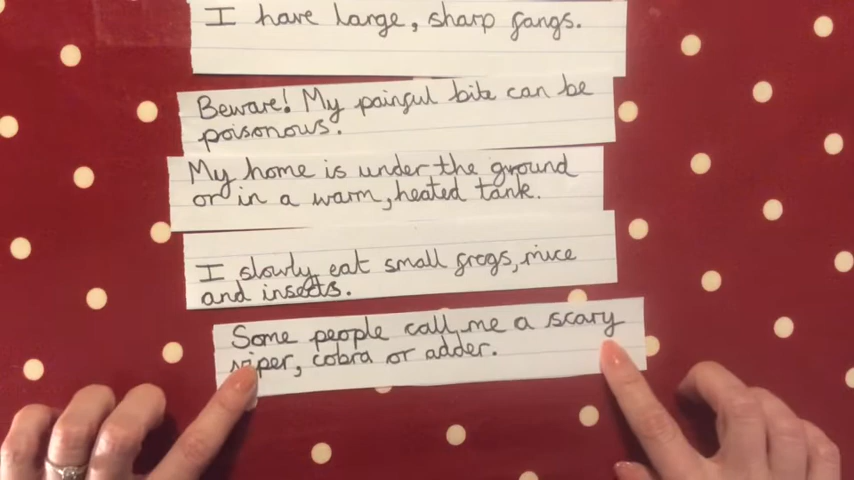 I have large, sharp fangs.
Beware! My painful bite can be
poisonous.
My home is under the ground
or in a warm, heated tank.
I slowly eat small frogs, mice
and insects.
Some people call me a scary
viper, cobra or adder.